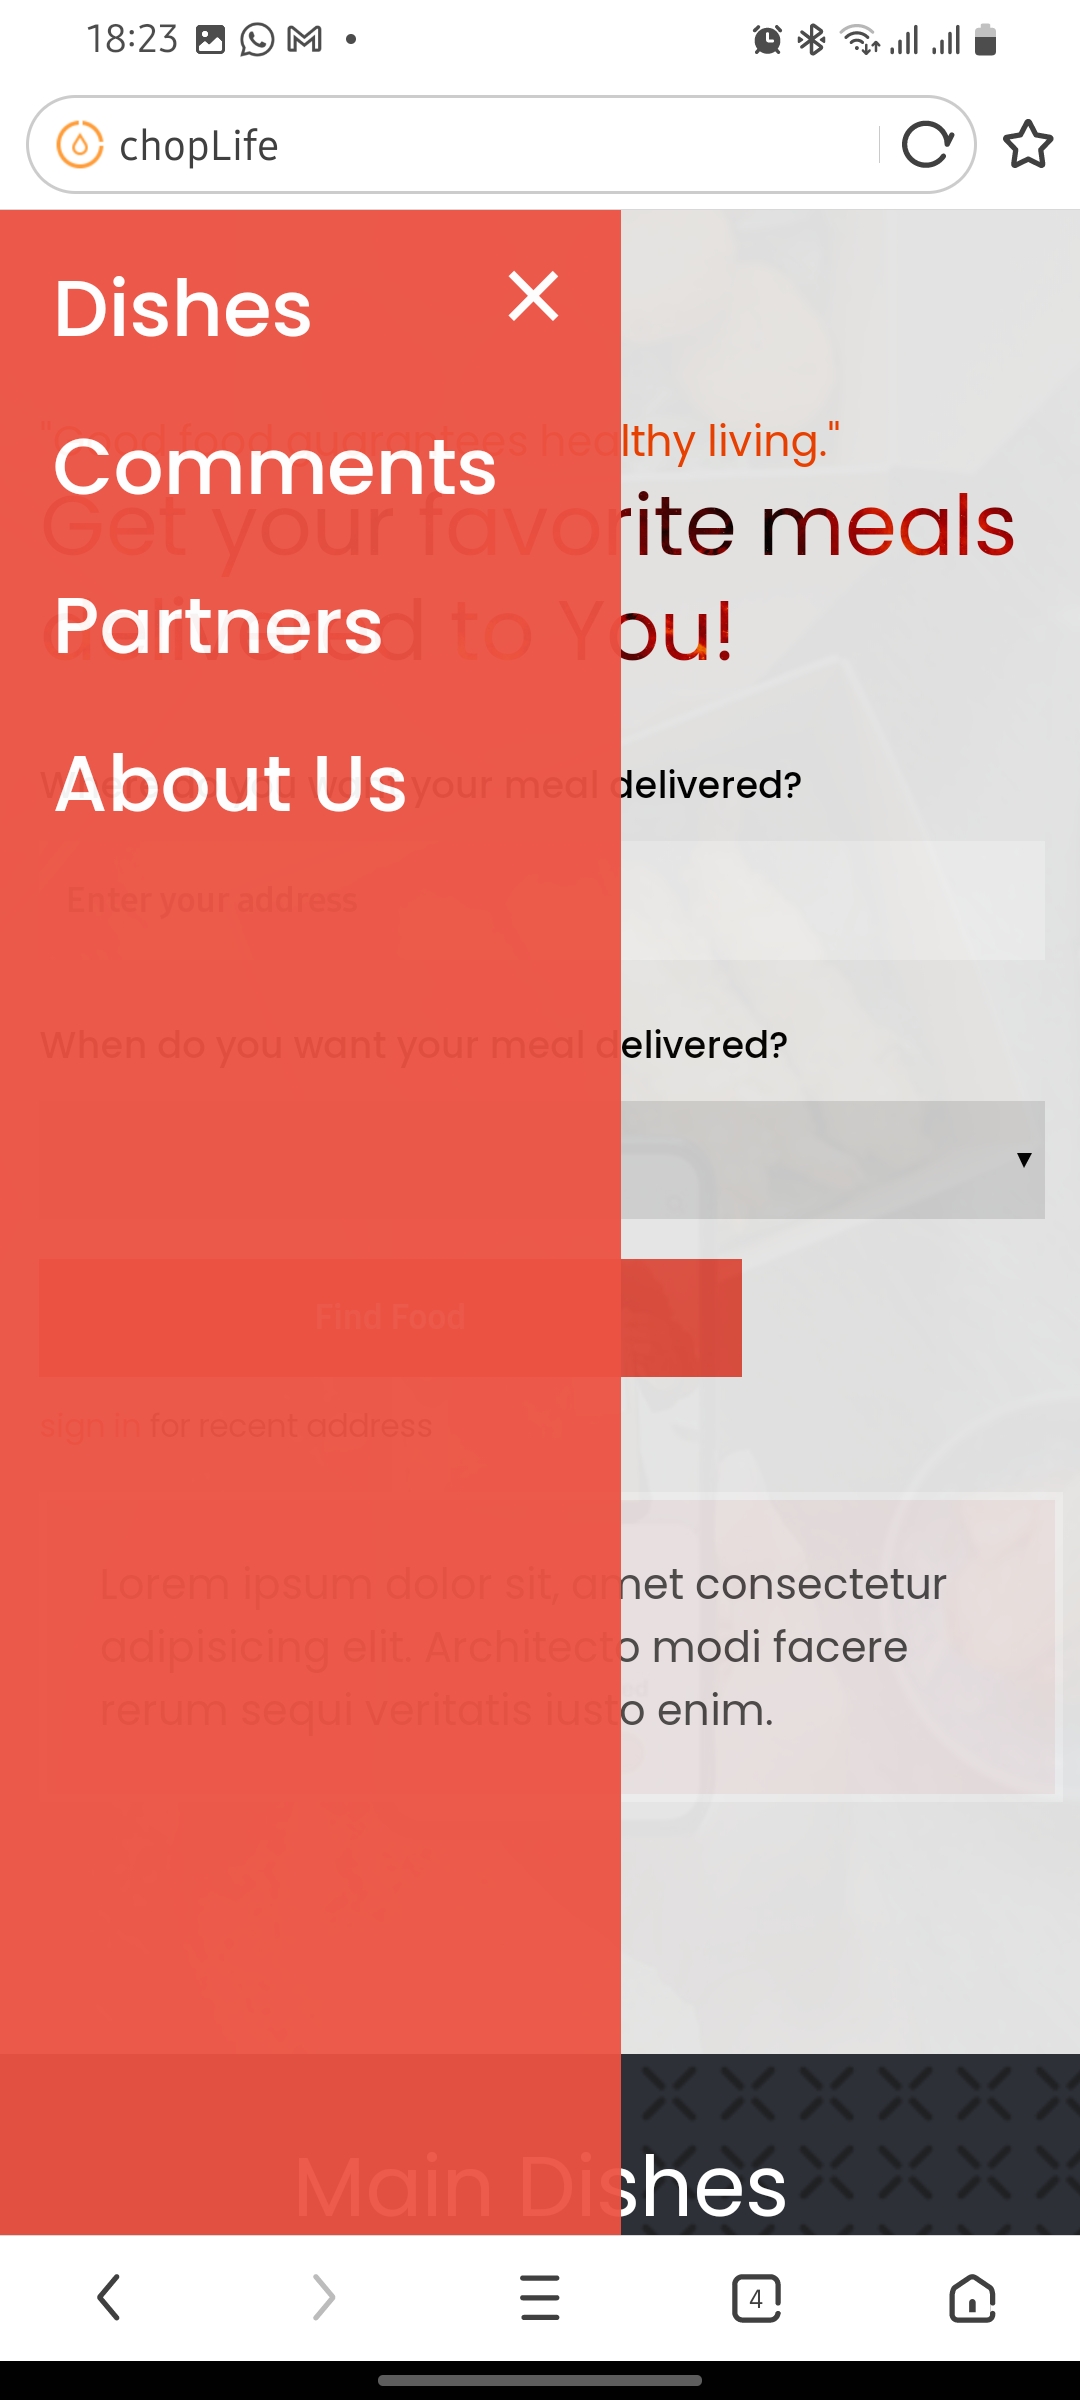 18:23
chopLife
Dishes
"Good food guarantees healthy living."
Comments
Get your favorite meals
delivered to You!
Partners
Where do you want your meal delivered?
About Us
Enter your address
When do you want your meal delivered?
Find Food
sign in for recent address
Lorem ipsum dolor sit, amet consectetur
adipisicing elit. Architecto modi facere
rerum sequi veritatis iusto enim.
Main Dishes
4